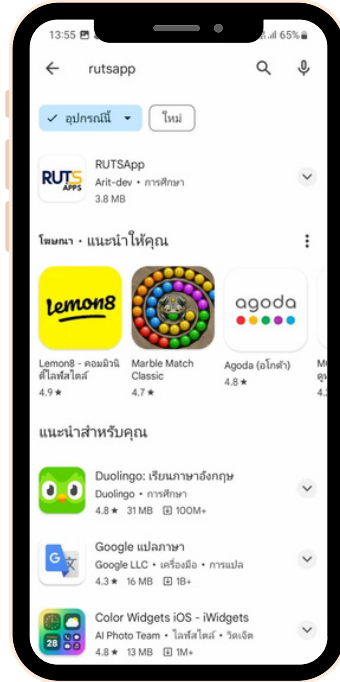 13:55
65%
rutsapp
อุปกรณ์นี้
ใหม่
RUTS
APPS
RUTSApp
Arit-dev • การศึกษา
3.8 MB
โฆษณา • แนะนำให้คุณ
lemon8
agoda
Lemon8 - คอมมิวนิ
ตี้ไลฟ์สไตล์
4.9 ★
Marble Match
Classic
4.7 ★
Agoda (อโกด้า)
4.8 ★
แนะนำสำหรับคุณ
Duolingo: เรียนภาษาอังกฤษ
Duolingo • การศึกษา
4.8 ★ 31 MB 100M+
G 文
Google แปลภาษา
Google LLC • เครื่องมือ • การแปล
4.3 ★ 16 MB 1B+
28
Color Widgets iOS - iWidgets
AI Photo Team • ไลฟ์สไตล์ • วิดเจ็ต
4.8 ★ 13 MB 1M+